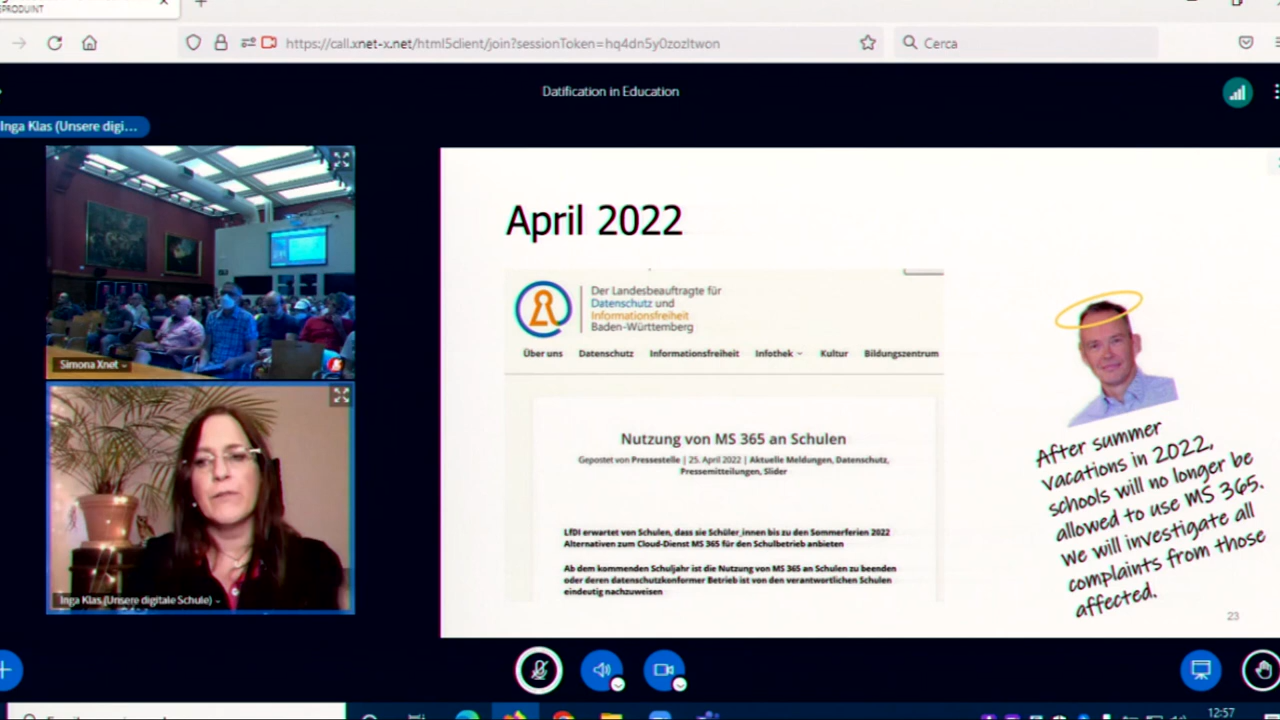 PRODUINT
https://call.xnet-x.net/html5client/join?sessionToken=hq4dn5y0zozltwon
Cerca
Datification in Education
Inga Klas (Unsere digi...
Simona Xnet
Inga Klas (Unsere digitale Schule)
April 2022
Der Landesbeauftragte für
Datenschutz und
Informationsfreiheit
Baden-Württemberg
Über uns Datenschutz Informationsfreiheit Infothek Kultur Bildungszentrum
Nutzung von MS 365 an Schulen
Gepostet von Pressestelle | 25. April 2022 | Aktuelle Meldungen, Datenschutz,
Pressemitteilungen, Slider
LfDI erwartet von Schulen, dass sie Schüler_innen bis zu den Sommerferien 2022
Alternativen zum Cloud-Dienst MS 365 für den Schulbetrieb anbieten
Ab dem kommenden Schuljahr ist die Nutzung von MS 365 an Schulen zu beenden
oder deren datenschutzkonformer Betrieb ist von den verantwortlichen Schulen
eindeutig nachzuweisen
After summer
vacations in 2022,
schools will no longer be
allowed to use MS 365.
We will investigate all
complaints from those
affected.
23
12:57